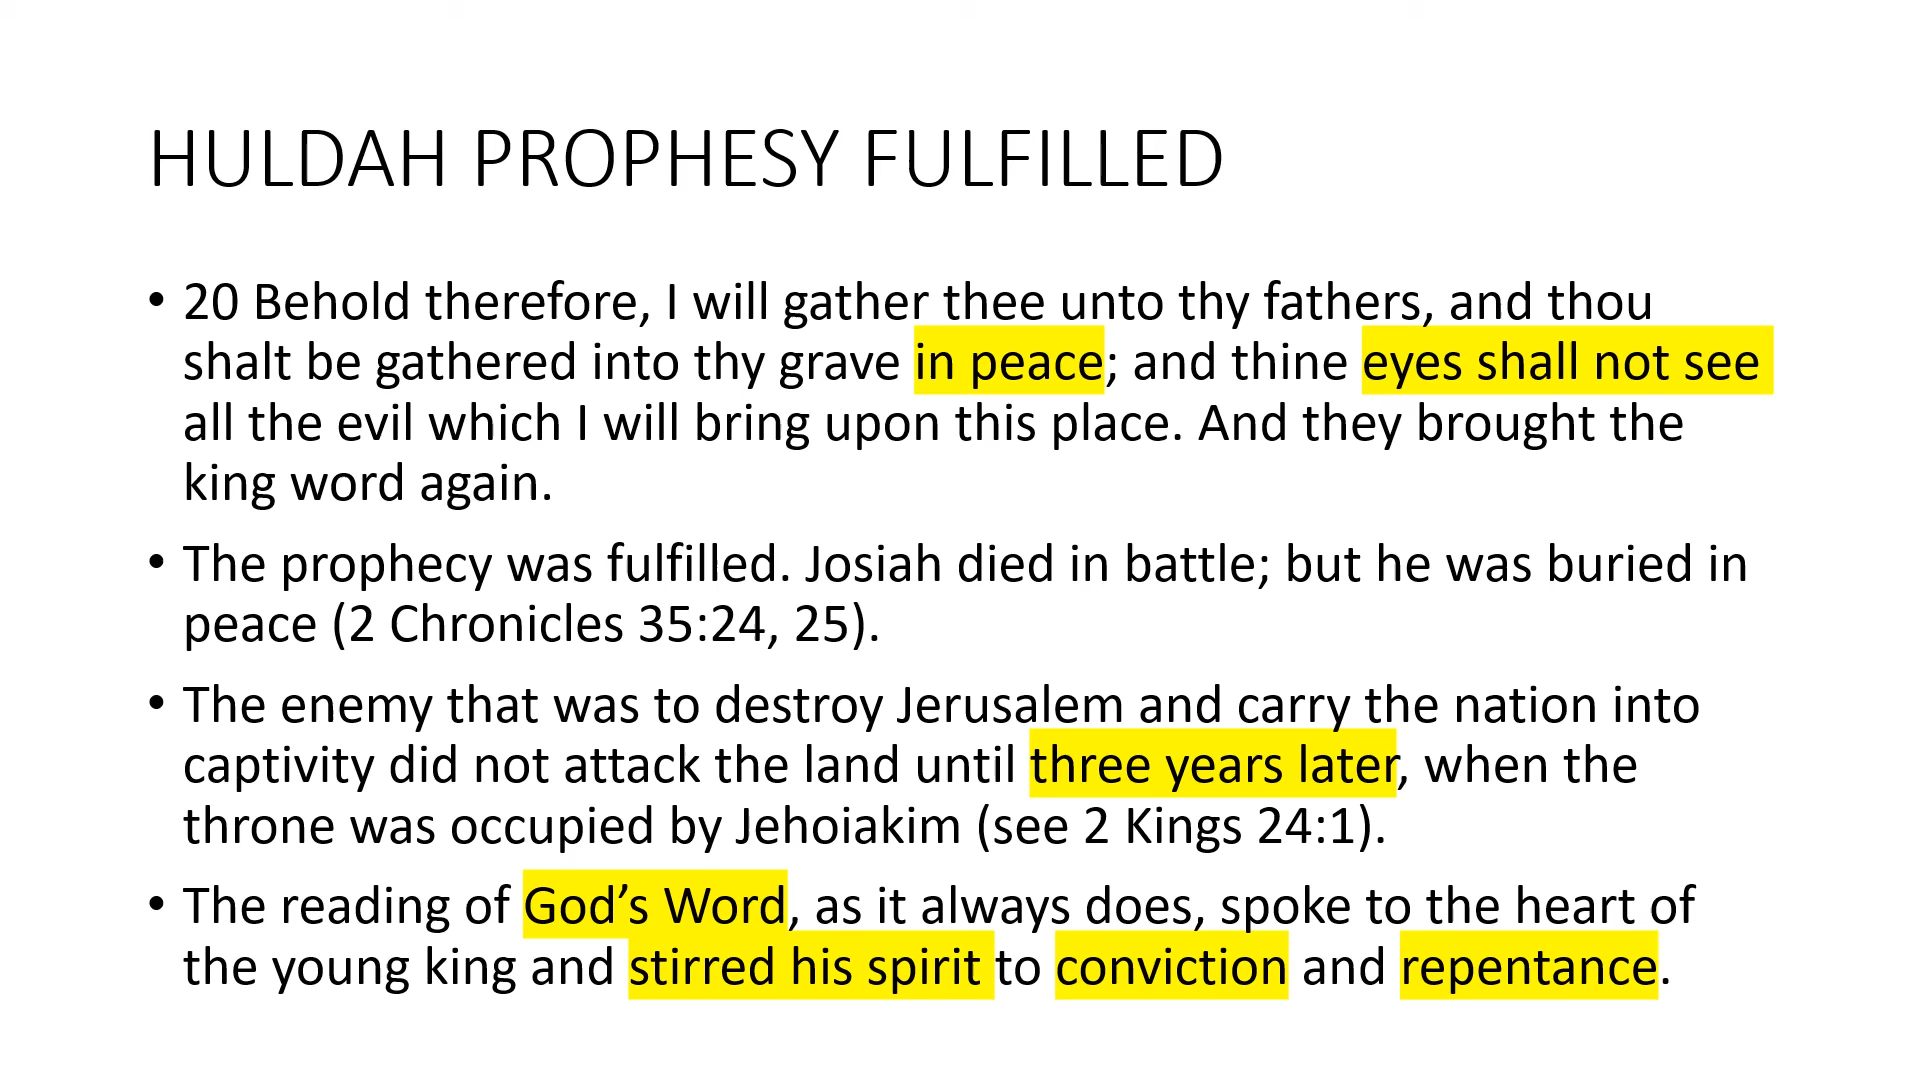 HULDAH PROPHESY FULFILLED
• 20 Behold therefore, I will gather thee unto thy fathers, and thou
shalt be gathered into thy grave in peace; and thine eyes shall not see
all the evil which I will bring upon this place. And they brought the
king word again.
• The prophecy was fulfilled. Josiah died in battle; but he was buried in
peace (2 Chronicles 35:24, 25).
• The enemy that was to destroy Jerusalem and carry the nation into
captivity did not attack the land until three years later, when the
throne was occupied by Jehoiakim (see 2 Kings 24:1).
• The reading of God’s Word, as it always does, spoke to the heart of
the young king and stirred his spirit to conviction and repentance.